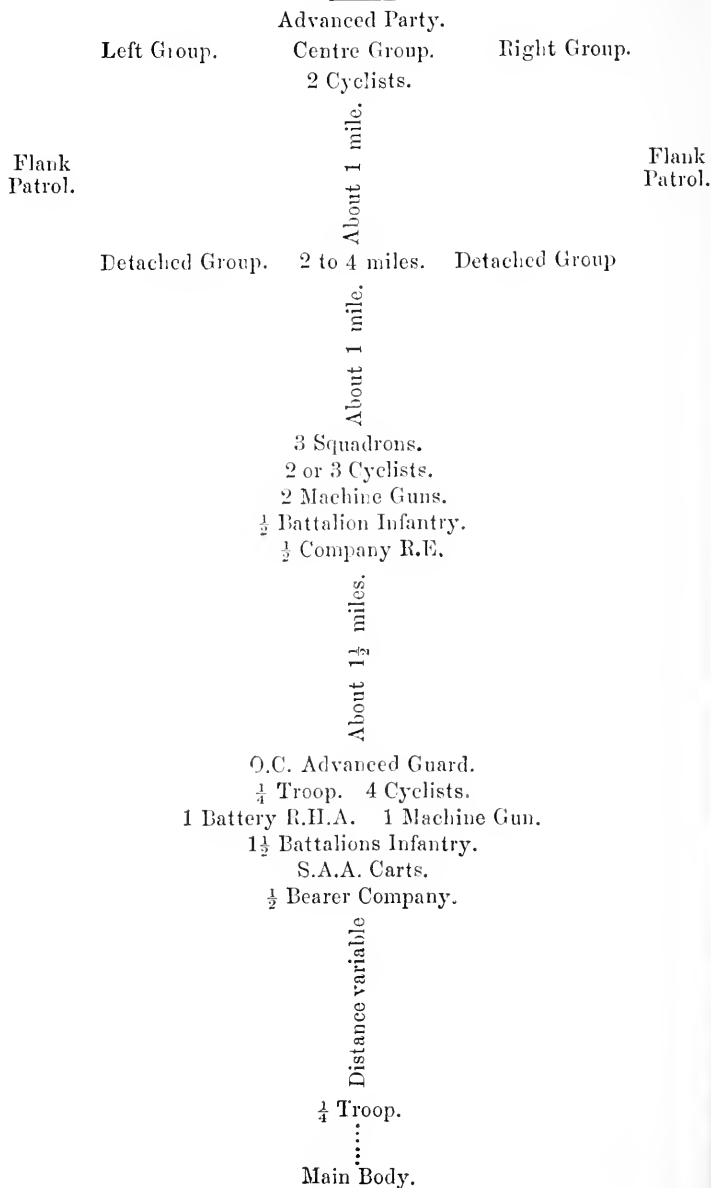 Advanced Party.
Left Group. Centre Group. Right Group.
2 Cyclists.
About 1 mile.
Flank Patrol. Flank Patrol.
Detached Group. 2 to 4 miles. Detached Group
About 1 mile.
3 Squadrons.
2 or 3 Cyclists.
2 Machine Guns.
½ Battalion Infantry.
½ Company R.E.
About 1½ miles.
O.C. Advanced Guard.
¼ Troop. 4 Cyclists.
1 Battery R.H.A. 1 Machine Gun.
1½ Battalions Infantry.
S.A.A. Carts.
½ Bearer Company.
Distance variable
¼ Troop.
Main Body.